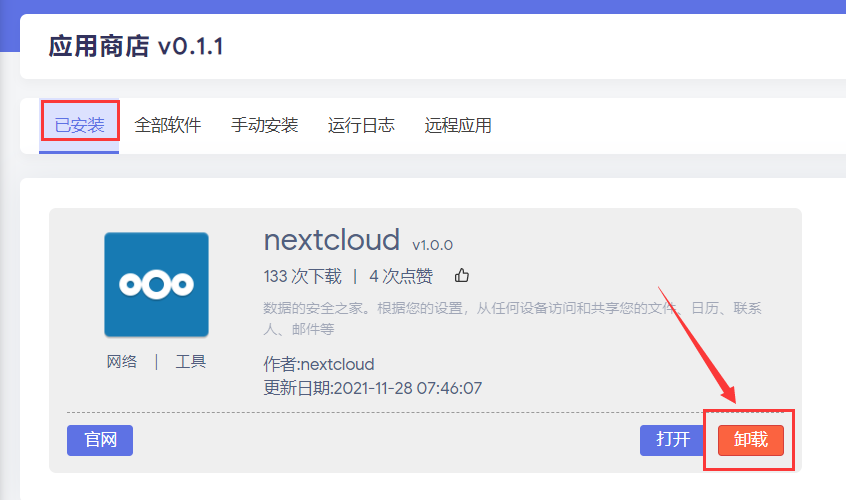 应用商店 v0.1.1
已安装 全部软件 手动安装 运行日志 远程应用
nextcloud v1.0.0
133 次下载 | 4 次点赞
数据的安全之家。根据您的设置，从任何设备访问和共享您的文件、日历、联系
人、邮件等
网络 | 工具
作者:nextcloud
更新日期:2021-11-28 07:46:07
官网 打开 卸载